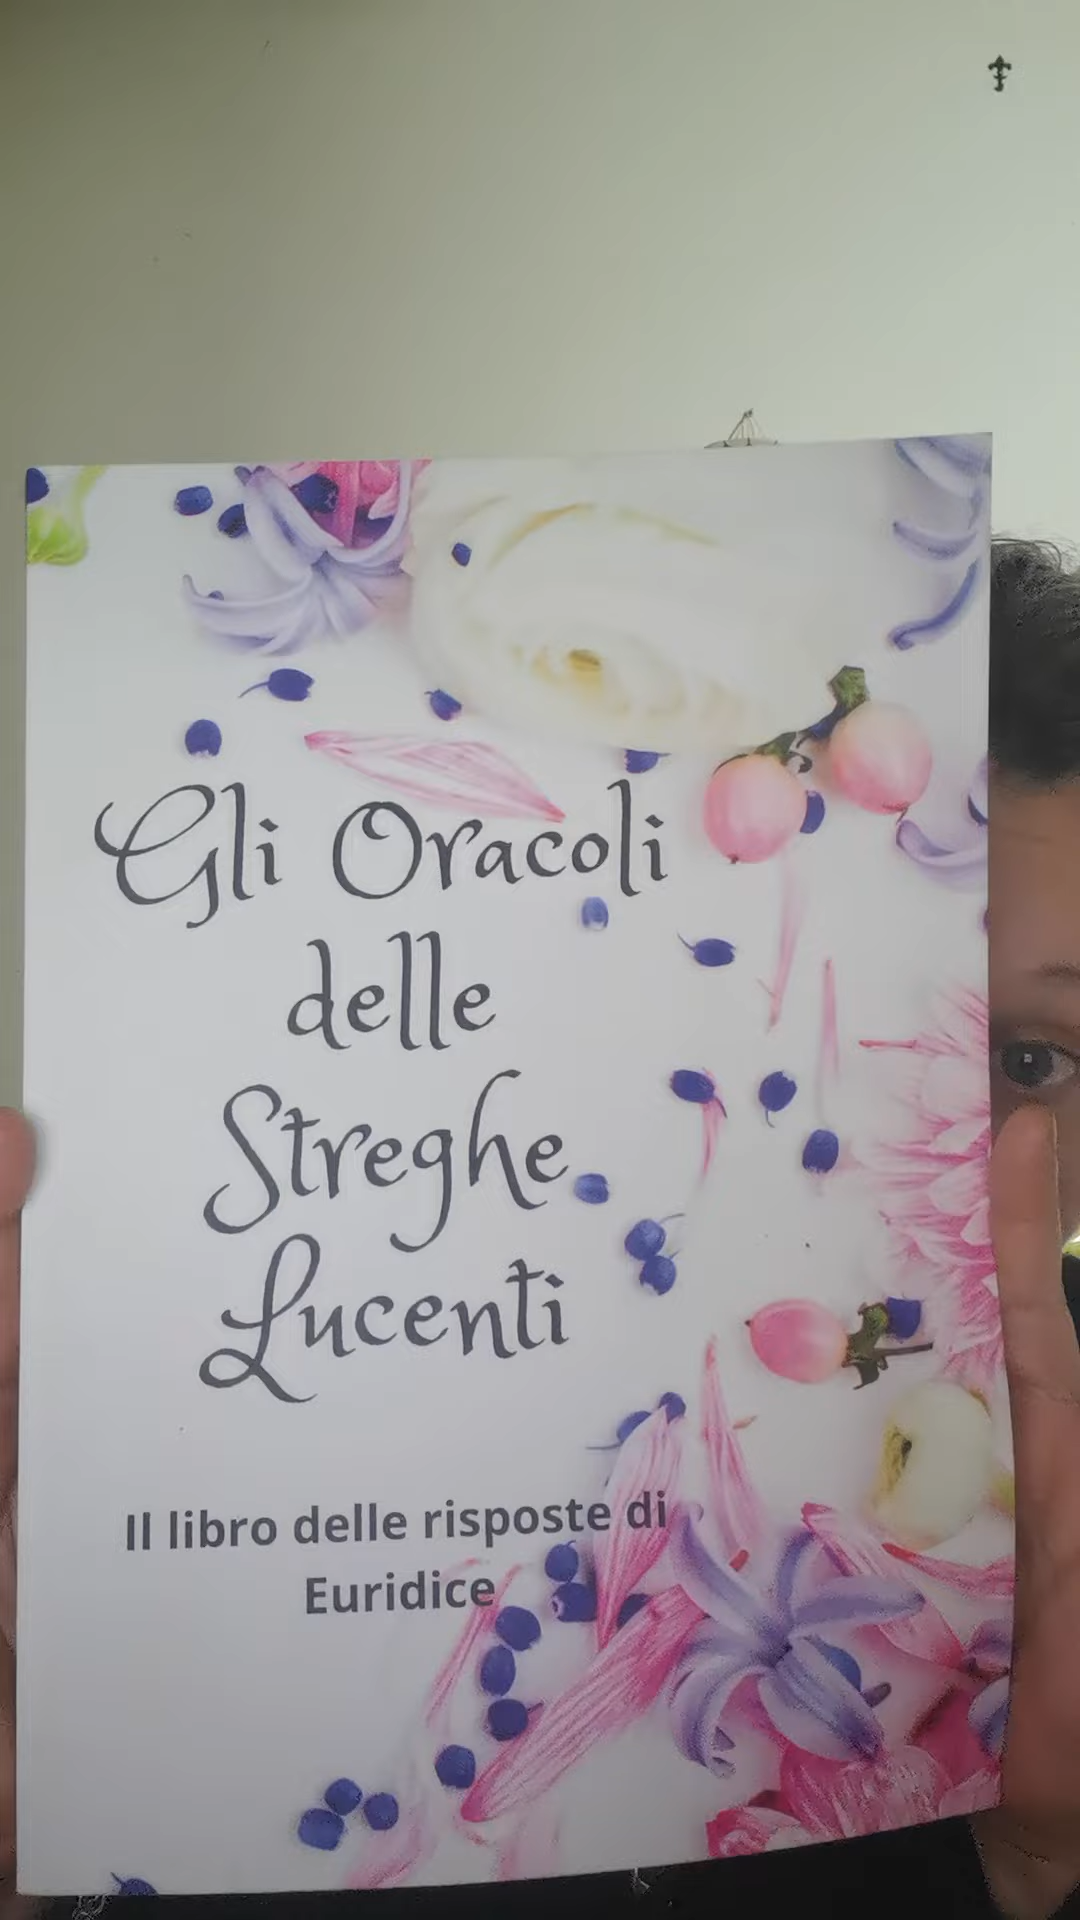 Gli Oracoli
delle
Streghe
Lucenti
Il libro delle risposte di
Euridice